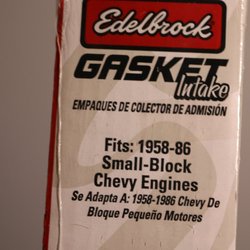 Edelbrock
GASKET
Intake
EMPAQUES DE COLECTOR DE ADMISIÓN
Fits: 1958-86
Small-Block
Chevy Engines
Se Adapta A: 1958-1986 Chevy De
Bloque Pequeño Motores